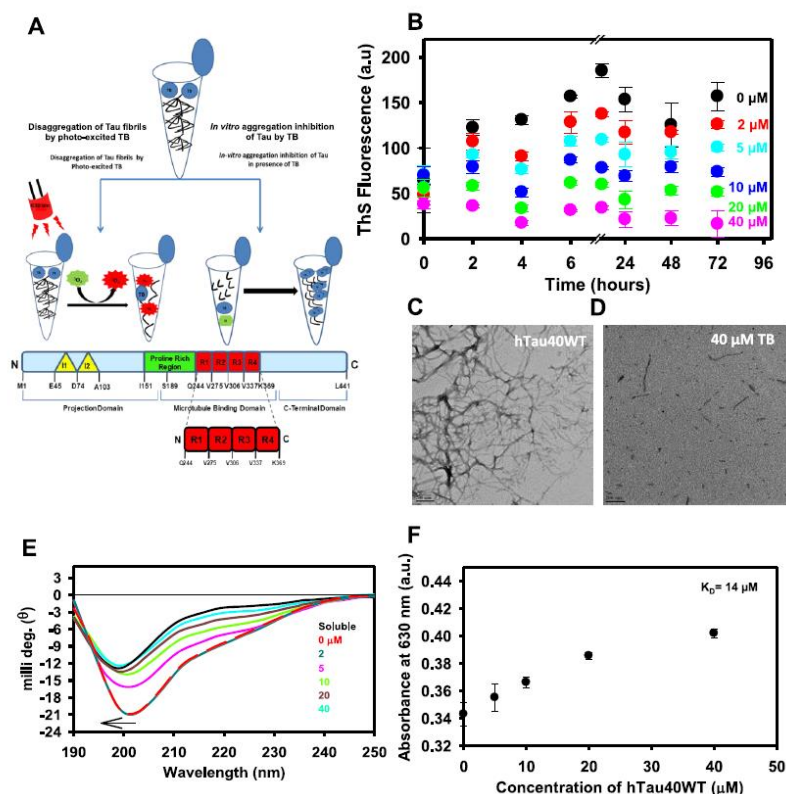 A
Disaggregation of Tau fibrils
by photo-excited TB
Disaggregation of Tau fibrils by
Photo-excited TB
In vitro aggregation inhibition
of Tau by TB
In-vitro aggregation inhibition of Tau
in presence of TB
TB
N
I1
I2
Proline Rich
Region
R1
R2
R3
R4
C
M1
E45
D74
A103
I151
S189
Q244
V275
V306
V337
K369
L441
Projection Domain
Microtubule Binding Domain
C-Terminal Domain
N
R1
R2
R3
R4
C
Q244
V275
V306
V337
K369
B
ThS Fluorescence (a.u)
200
150
100
50
0
0 µM
2 µM
5 µM
10 µM
20 µM
40 µM
0
2
4
6
24
48
72
96
Time (hours)
C
hTau40WT
D
40 µM TB
E
milli deg. (θ)
3
0
-3
-6
-9
-12
-15
-18
-21
-24
Soluble
0 µM
2
5
10
20
40
190
200
210
220
230
240
250
Wavelength (nm)
F
Absorbance at 630 nm (a.u.)
0.44
0.42
0.40
0.38
0.36
0.34
0.32
KD= 14 µM
0
10
20
30
40
50
Concentration of hTau40WT (µM)